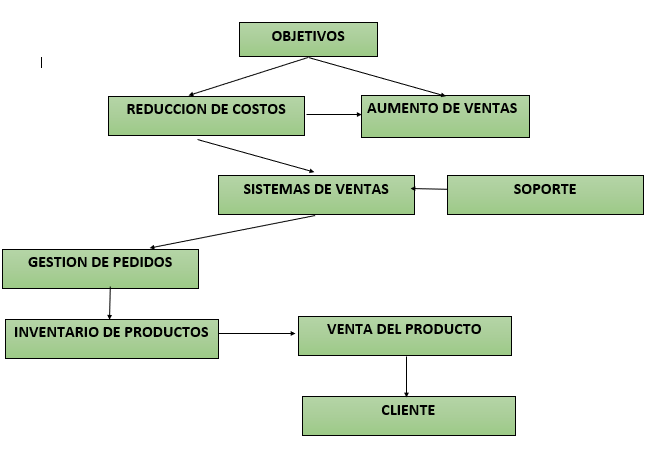 OBJETIVOS
REDUCCION DE COSTOS
AUMENTO DE VENTAS
SISTEMAS DE VENTAS
SOPORTE
GESTION DE PEDIDOS
INVENTARIO DE PRODUCTOS
VENTA DEL PRODUCTO
CLIENTE